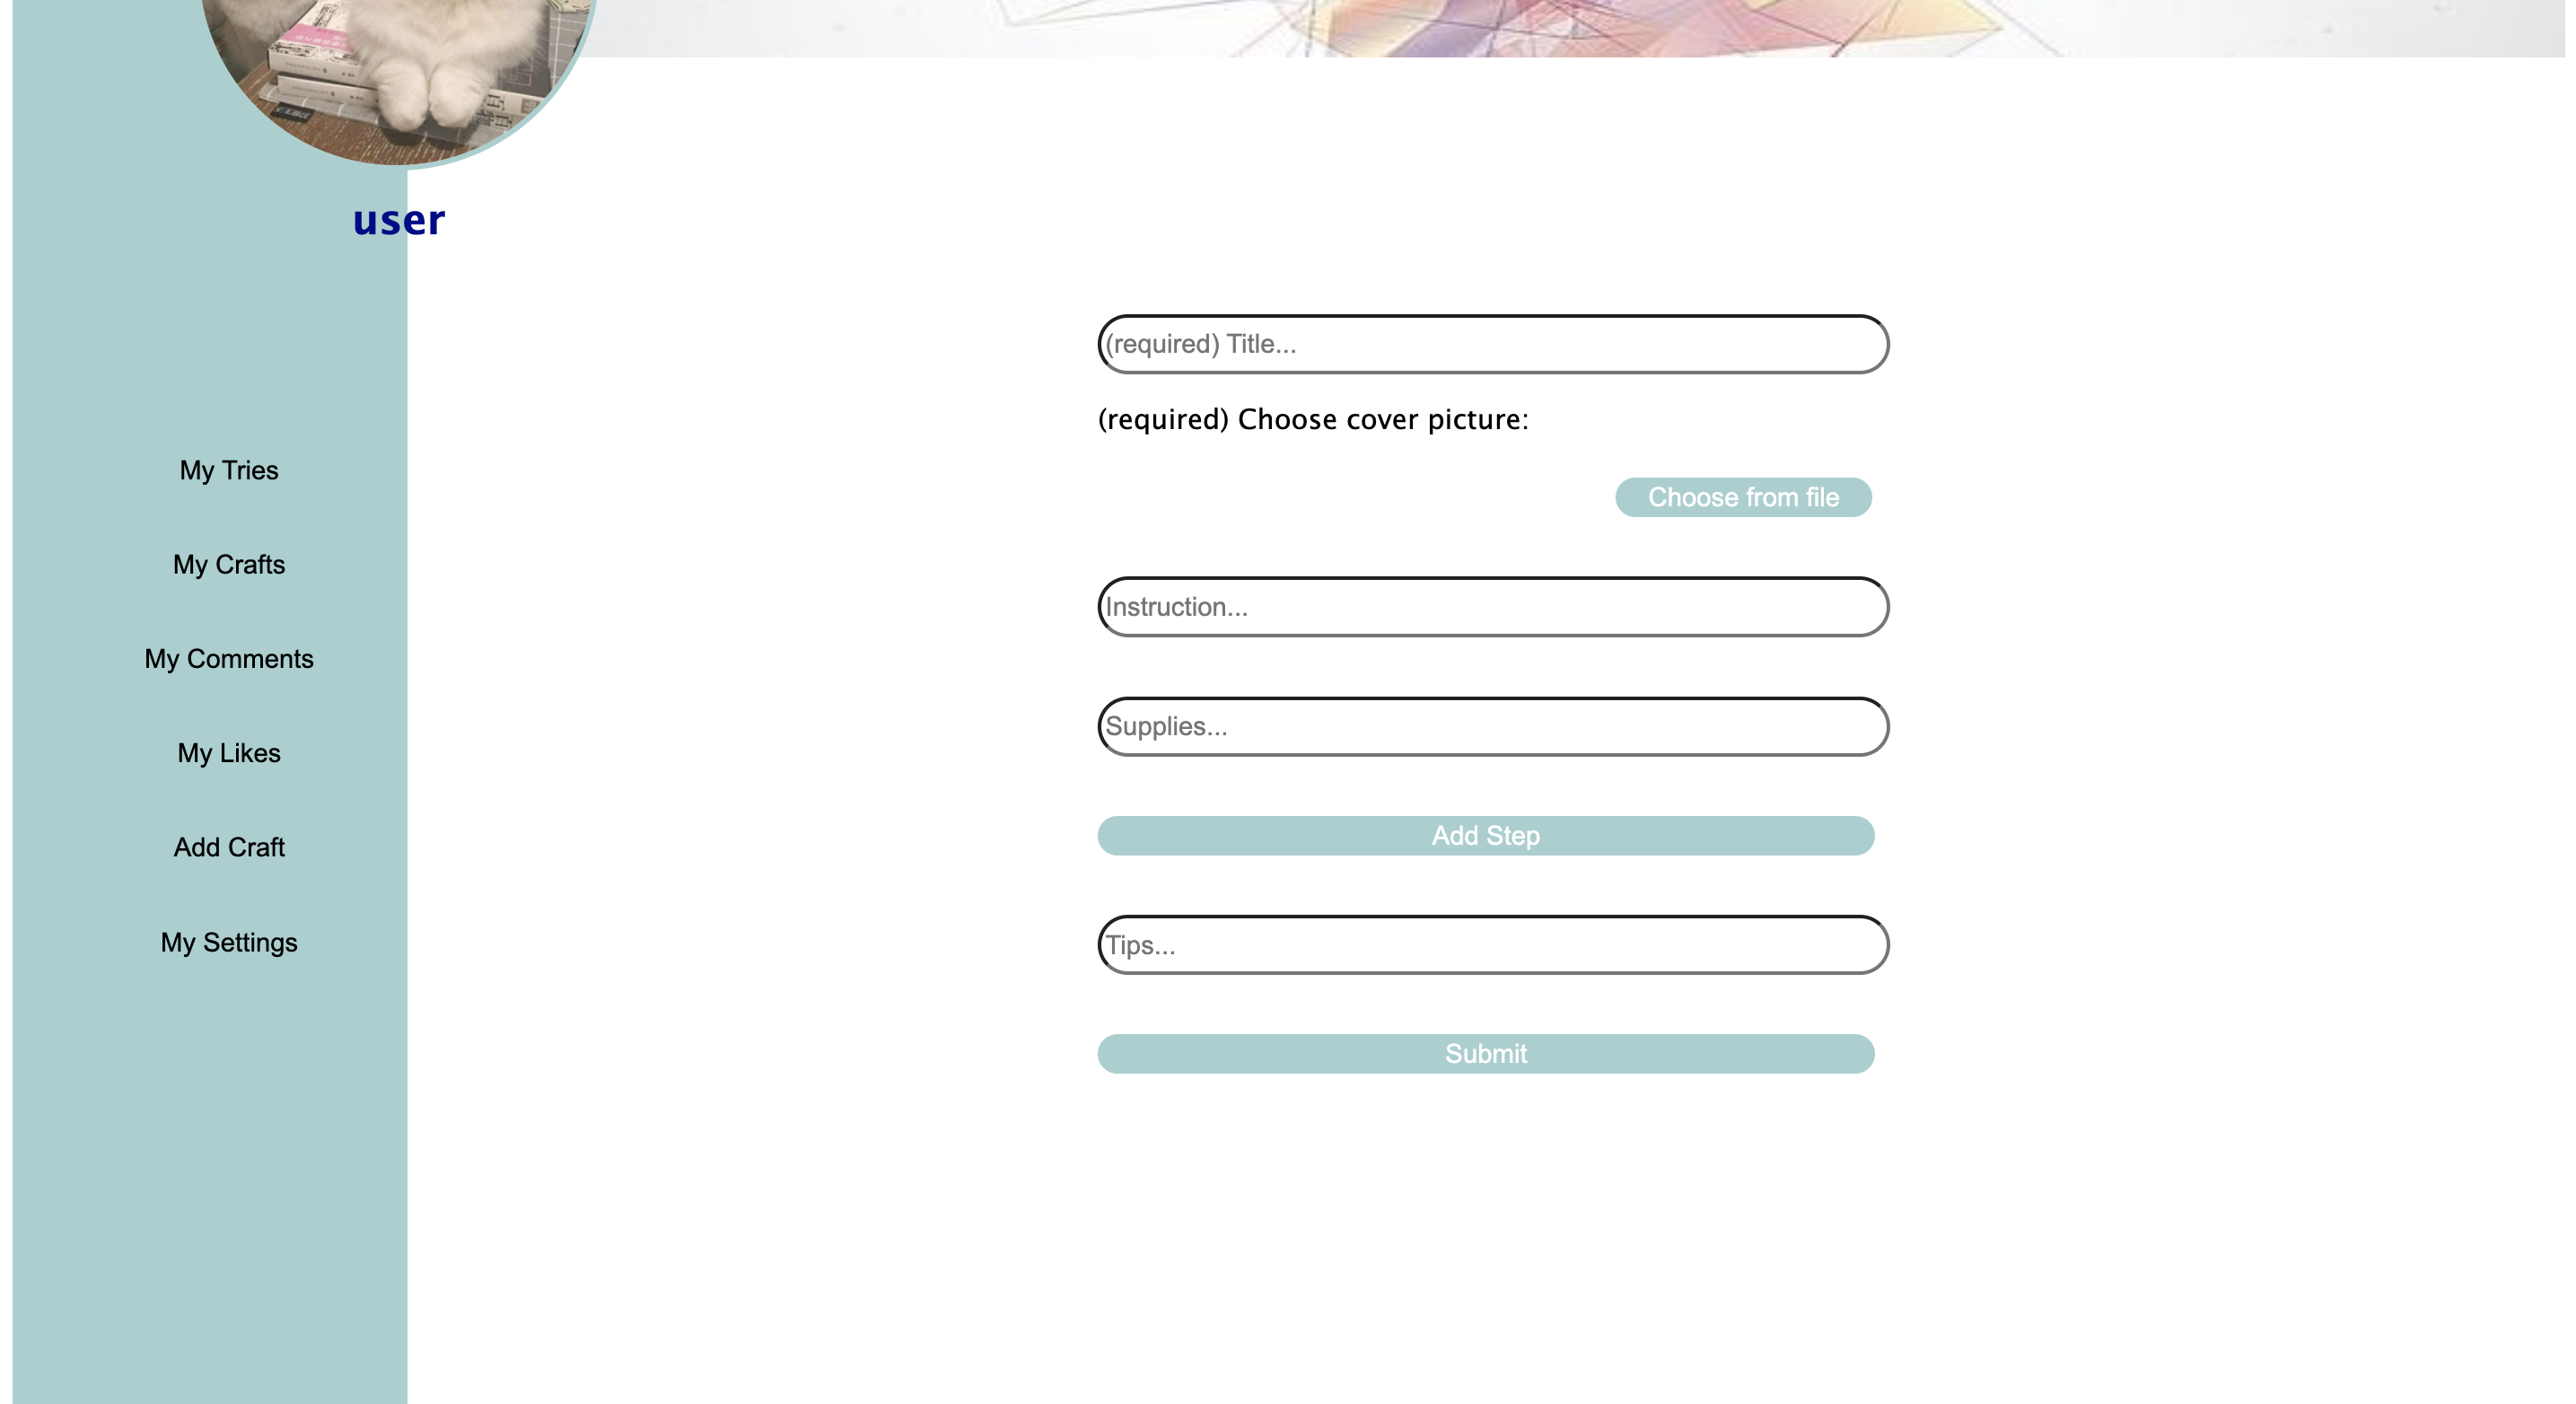 user
My Tries
My Crafts
My Comments
My Likes
Add Craft
My Settings
(required) Title...
(required) Choose cover picture:
Choose from file
Instruction...
Supplies...
Add Step
Tips...
Submit